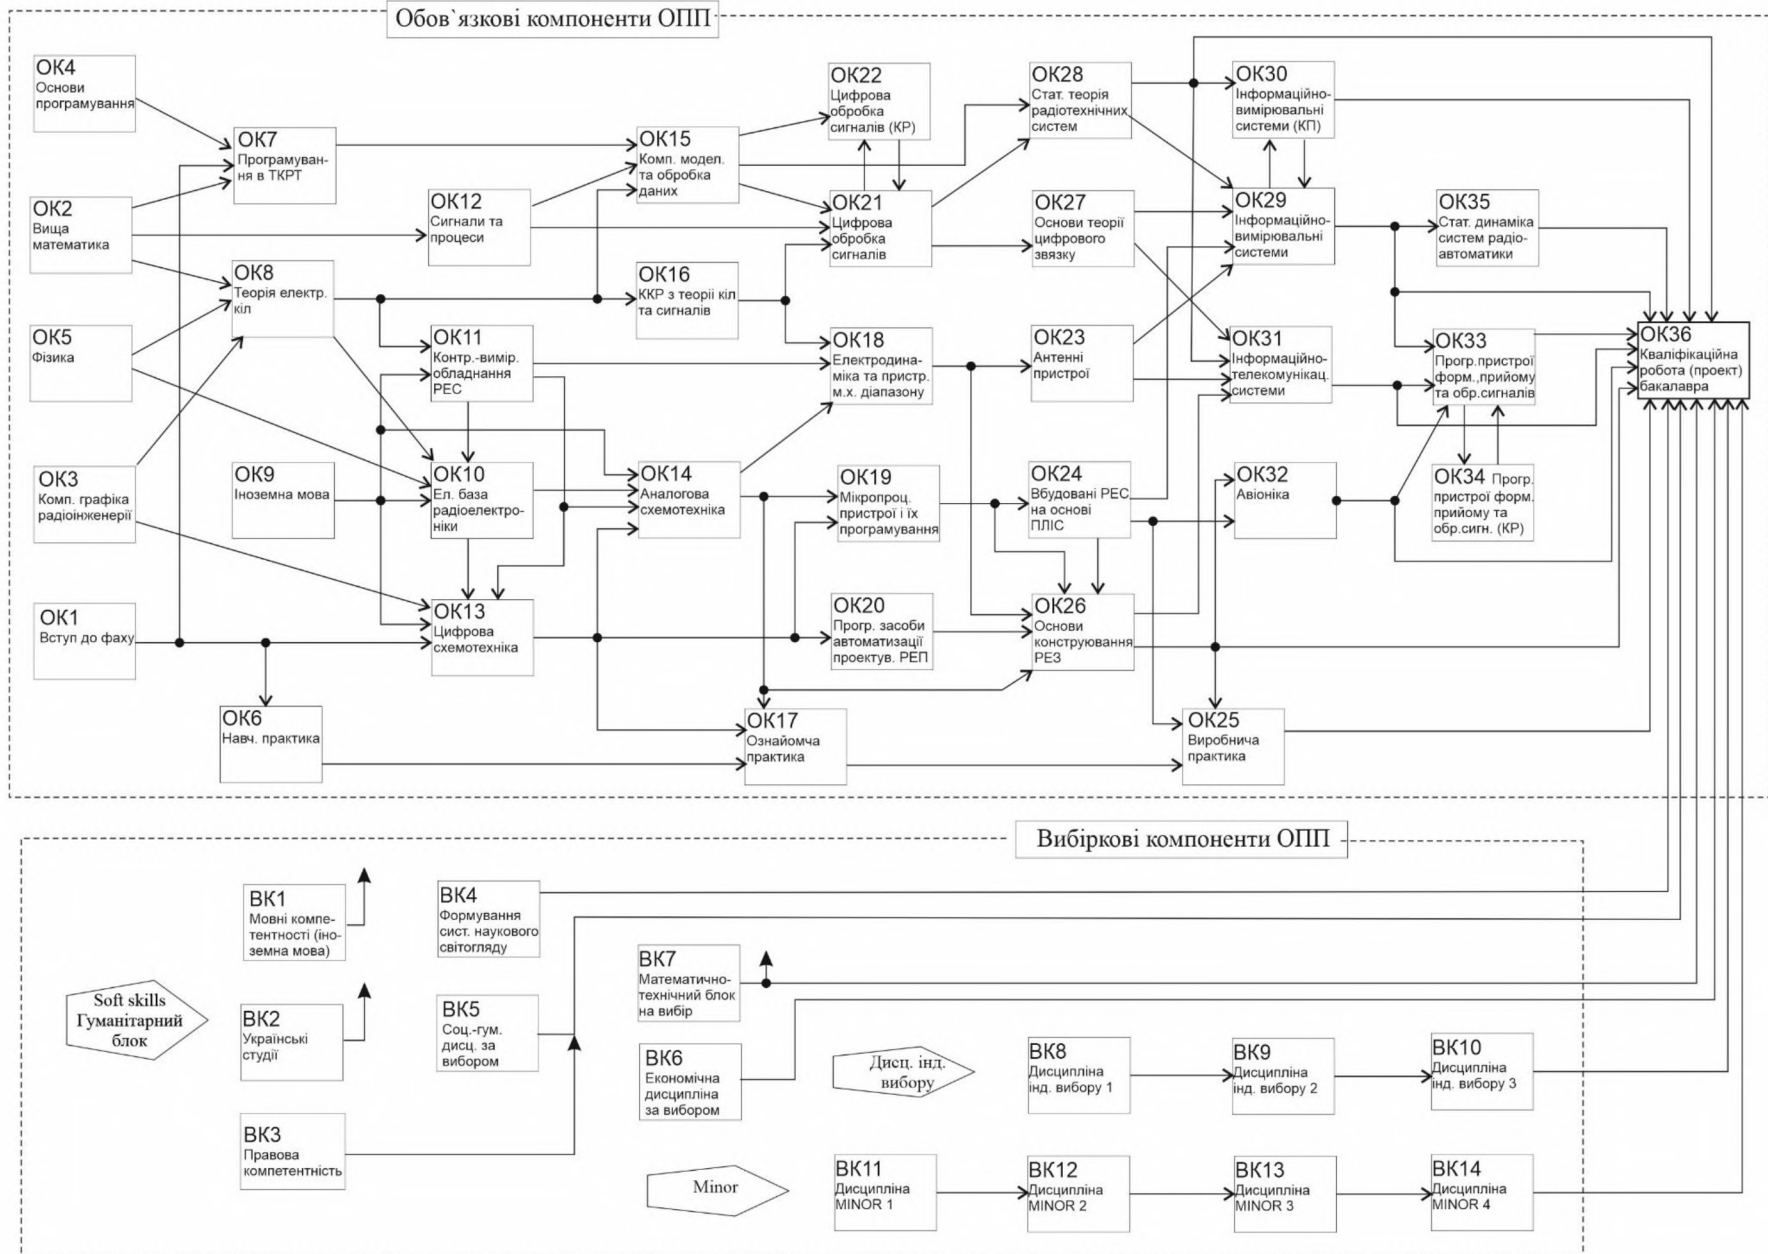 Обов`язкові компоненти ОПП
ОК4
Основи
програмування
ОК2
Вища
математика
ОК5
Фізика
ОК3
Комп. графіка
радіоінженерії
ОК1
Вступ до фаху
ОК7
Програмуван-
ня в ТКРТ
ОК8
Теорія електр.
кіл
ОК9
Іноземна мова
ОК6
Навч. практика
ОК12
Сигнали та
процеси
ОК11
Контр.-вимір.
обладнання
РЕС
ОК10
Ел. база
радіоелектро-
ніки
ОК13
Цифрова
схемотехніка
ОК15
Комп. модел.
та обробка
даних
ОК16
ККР з теорії кіл
та сигналів
ОК14
Аналогова
схемотехніка
ОК17
Ознайомча
практика
ОК22
Цифрова
обробка
сигналів (КР)
ОК21
Цифрова
обробка
сигналів
ОК18
Електродина-
міка та пристр.
м.х. діапазону
ОК19
Мікропроц.
пристрої і їх
програмування
ОК20
Прогр. засоби
автоматизації
проектув. РЕП
ОК28
Стат. теорія
радіотехнічних
систем
ОК27
Основи теорії
цифрового
звязку
ОК23
Антенні
пристрої
ОК24
Вбудовані РЕС
на основі
ПЛІС
ОК26
Основи
конструювання
РЕЗ
ОК25
Виробнича
практика
ОК30
Інформаційно-
вимірювальні
системи (КП)
ОК29
Інформаційно-
вимірювальні
системи
ОК31
Інформаційно-
телекомунікац.
системи
ОК32
Авіоніка
ОК35
Стат. динаміка
систем радіо-
автоматики
ОК33
Прогр.пристрої
форм.,прийому
та обр.сигналів
ОК34 Прогр.
пристрої форм.
прийому та
обр.сигн. (КР)
ОК36
Кваліфікаційна
робота (проект)
бакалавра
Вибіркові компоненти ОПП
Soft skills
Гуманітарний
блок
ВК1
Мовні компе-
тентності (іно-
земна мова)
ВК2
Українські
студії
ВК3
Правова
компетентність
ВК4
Формування
сист. наукового
світогляду
ВК5
Соц.-гум.
дисц. за
вибором
ВК7
Математично-
технічний блок
на вибір
ВК6
Економічна
дисципліна
за вибором
Дисц. інд.
вибору
ВК8
Дисципліна
інд. вибору 1
ВК9
Дисципліна
інд. вибору 2
ВК10
Дисципліна
інд. вибору 3
Minor
ВК11
Дисципліна
MINOR 1
ВК12
Дисципліна
MINOR 2
ВК13
Дисципліна
MINOR 3
ВК14
Дисципліна
MINOR 4